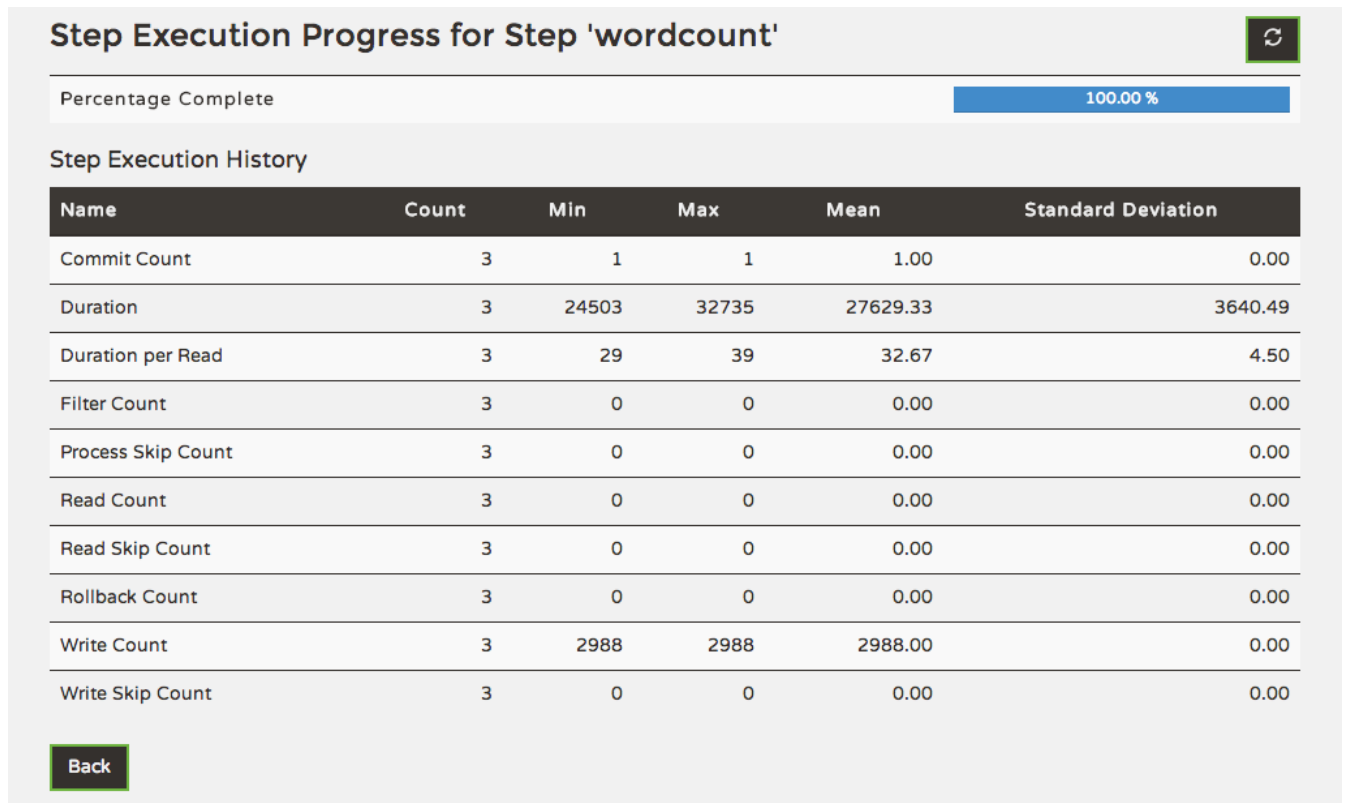 Step Execution Progress for Step 'wordcount'
Percentage Complete 100.00 %
Step Execution History
Name Count Min Max Mean Standard Deviation
Commit Count 3 1 1 1.00 0.00
Duration 3 24503 32735 27629.33 3640.49
Duration per Read 3 29 39 32.67 4.50
Filter Count 3 0 0 0.00 0.00
Process Skip Count 3 0 0 0.00 0.00
Read Count 3 0 0 0.00 0.00
Read Skip Count 3 0 0 0.00 0.00
Rollback Count 3 0 0 0.00 0.00
Write Count 3 2988 2988 2988.00 0.00
Write Skip Count 3 0 0 0.00 0.00
Back